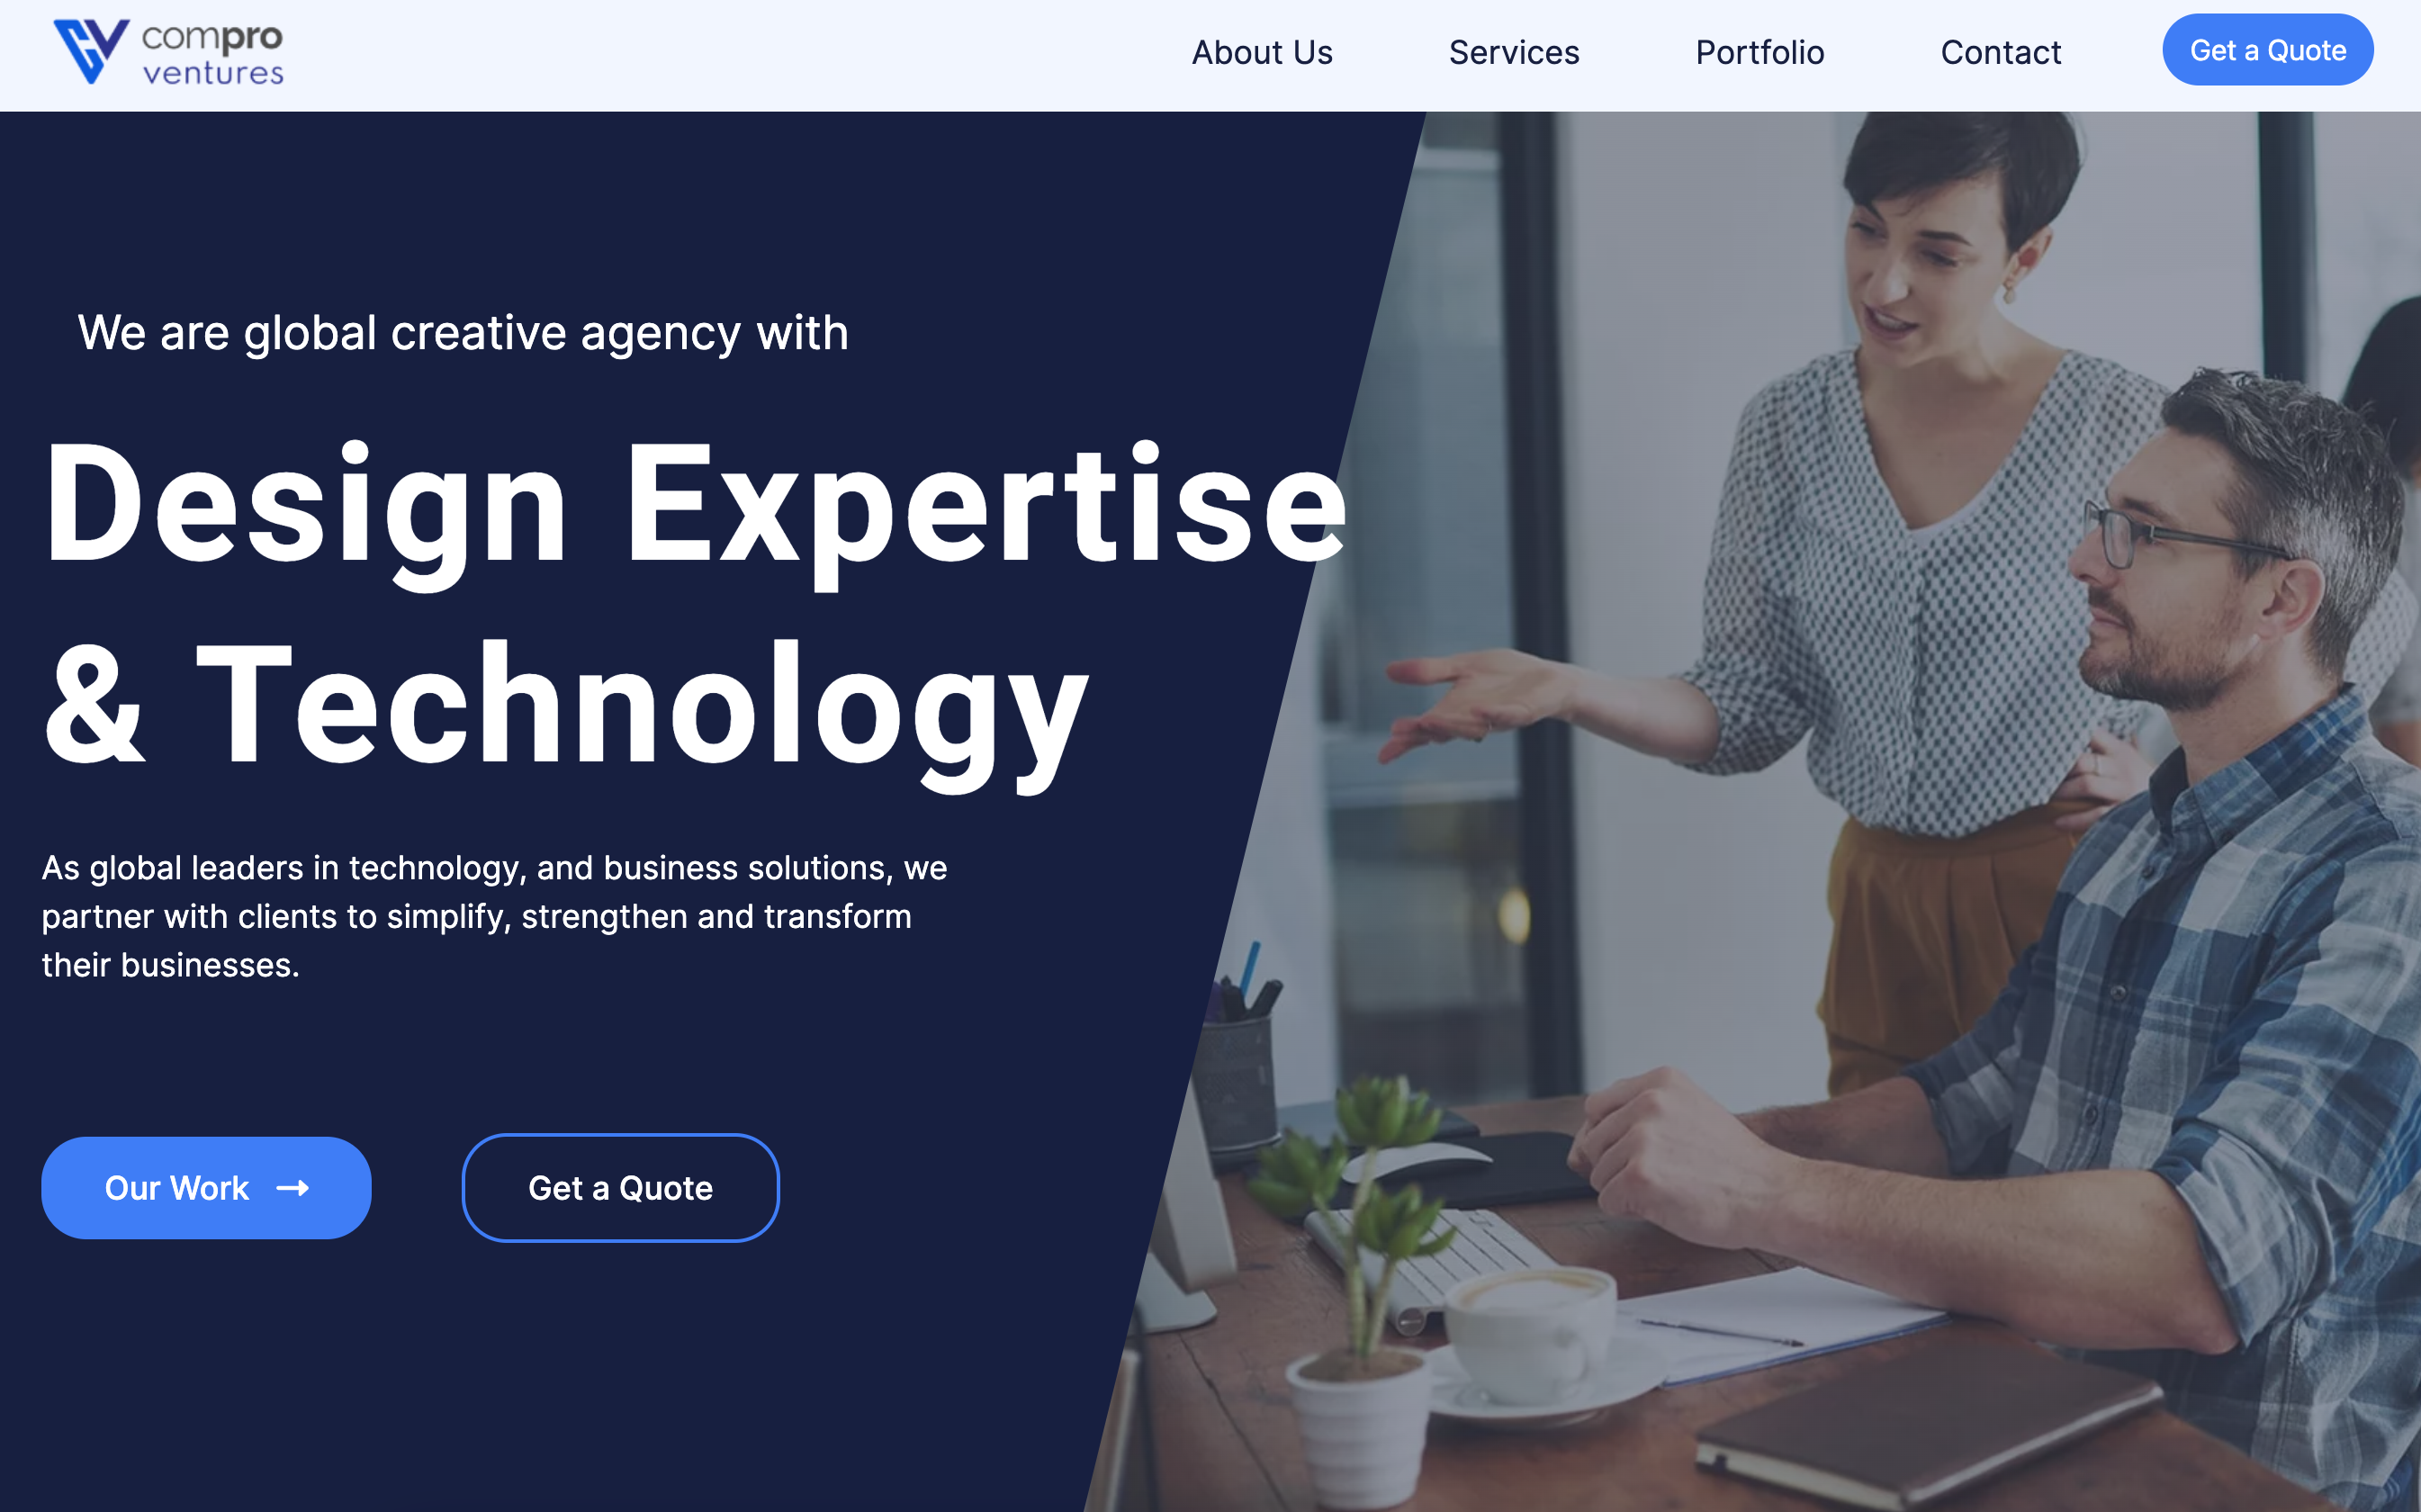 compro
ventures
About Us
Services
Portfolio
Contact
Get a Quote
We are global creative agency with
Design Expertise
& Technology
As global leaders in technology, and business solutions, we
partner with clients to simplify, strengthen and transform
their businesses.
Our Work →
Get a Quote